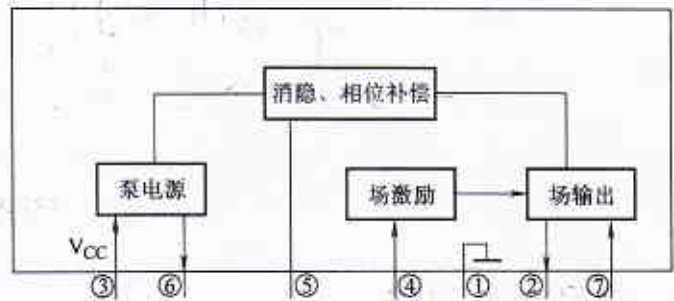 消隐、相位补偿
泵电源
场激励
场输出
V_CC
③ ⑥ ⑤ ④ ① ② ⑦